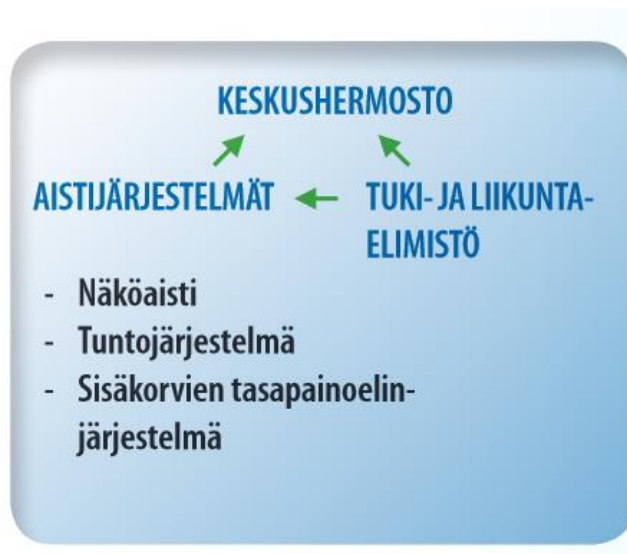 KESKUSHERMOSTO
AISTIJÄRJESTELMÄT
TUKI- JA LIIKUNTA-
ELIMISTÖ
- Näköaisti
- Tuntojärjestelmä
- Sisäkorvien tasapainoelin-
järjestelmä